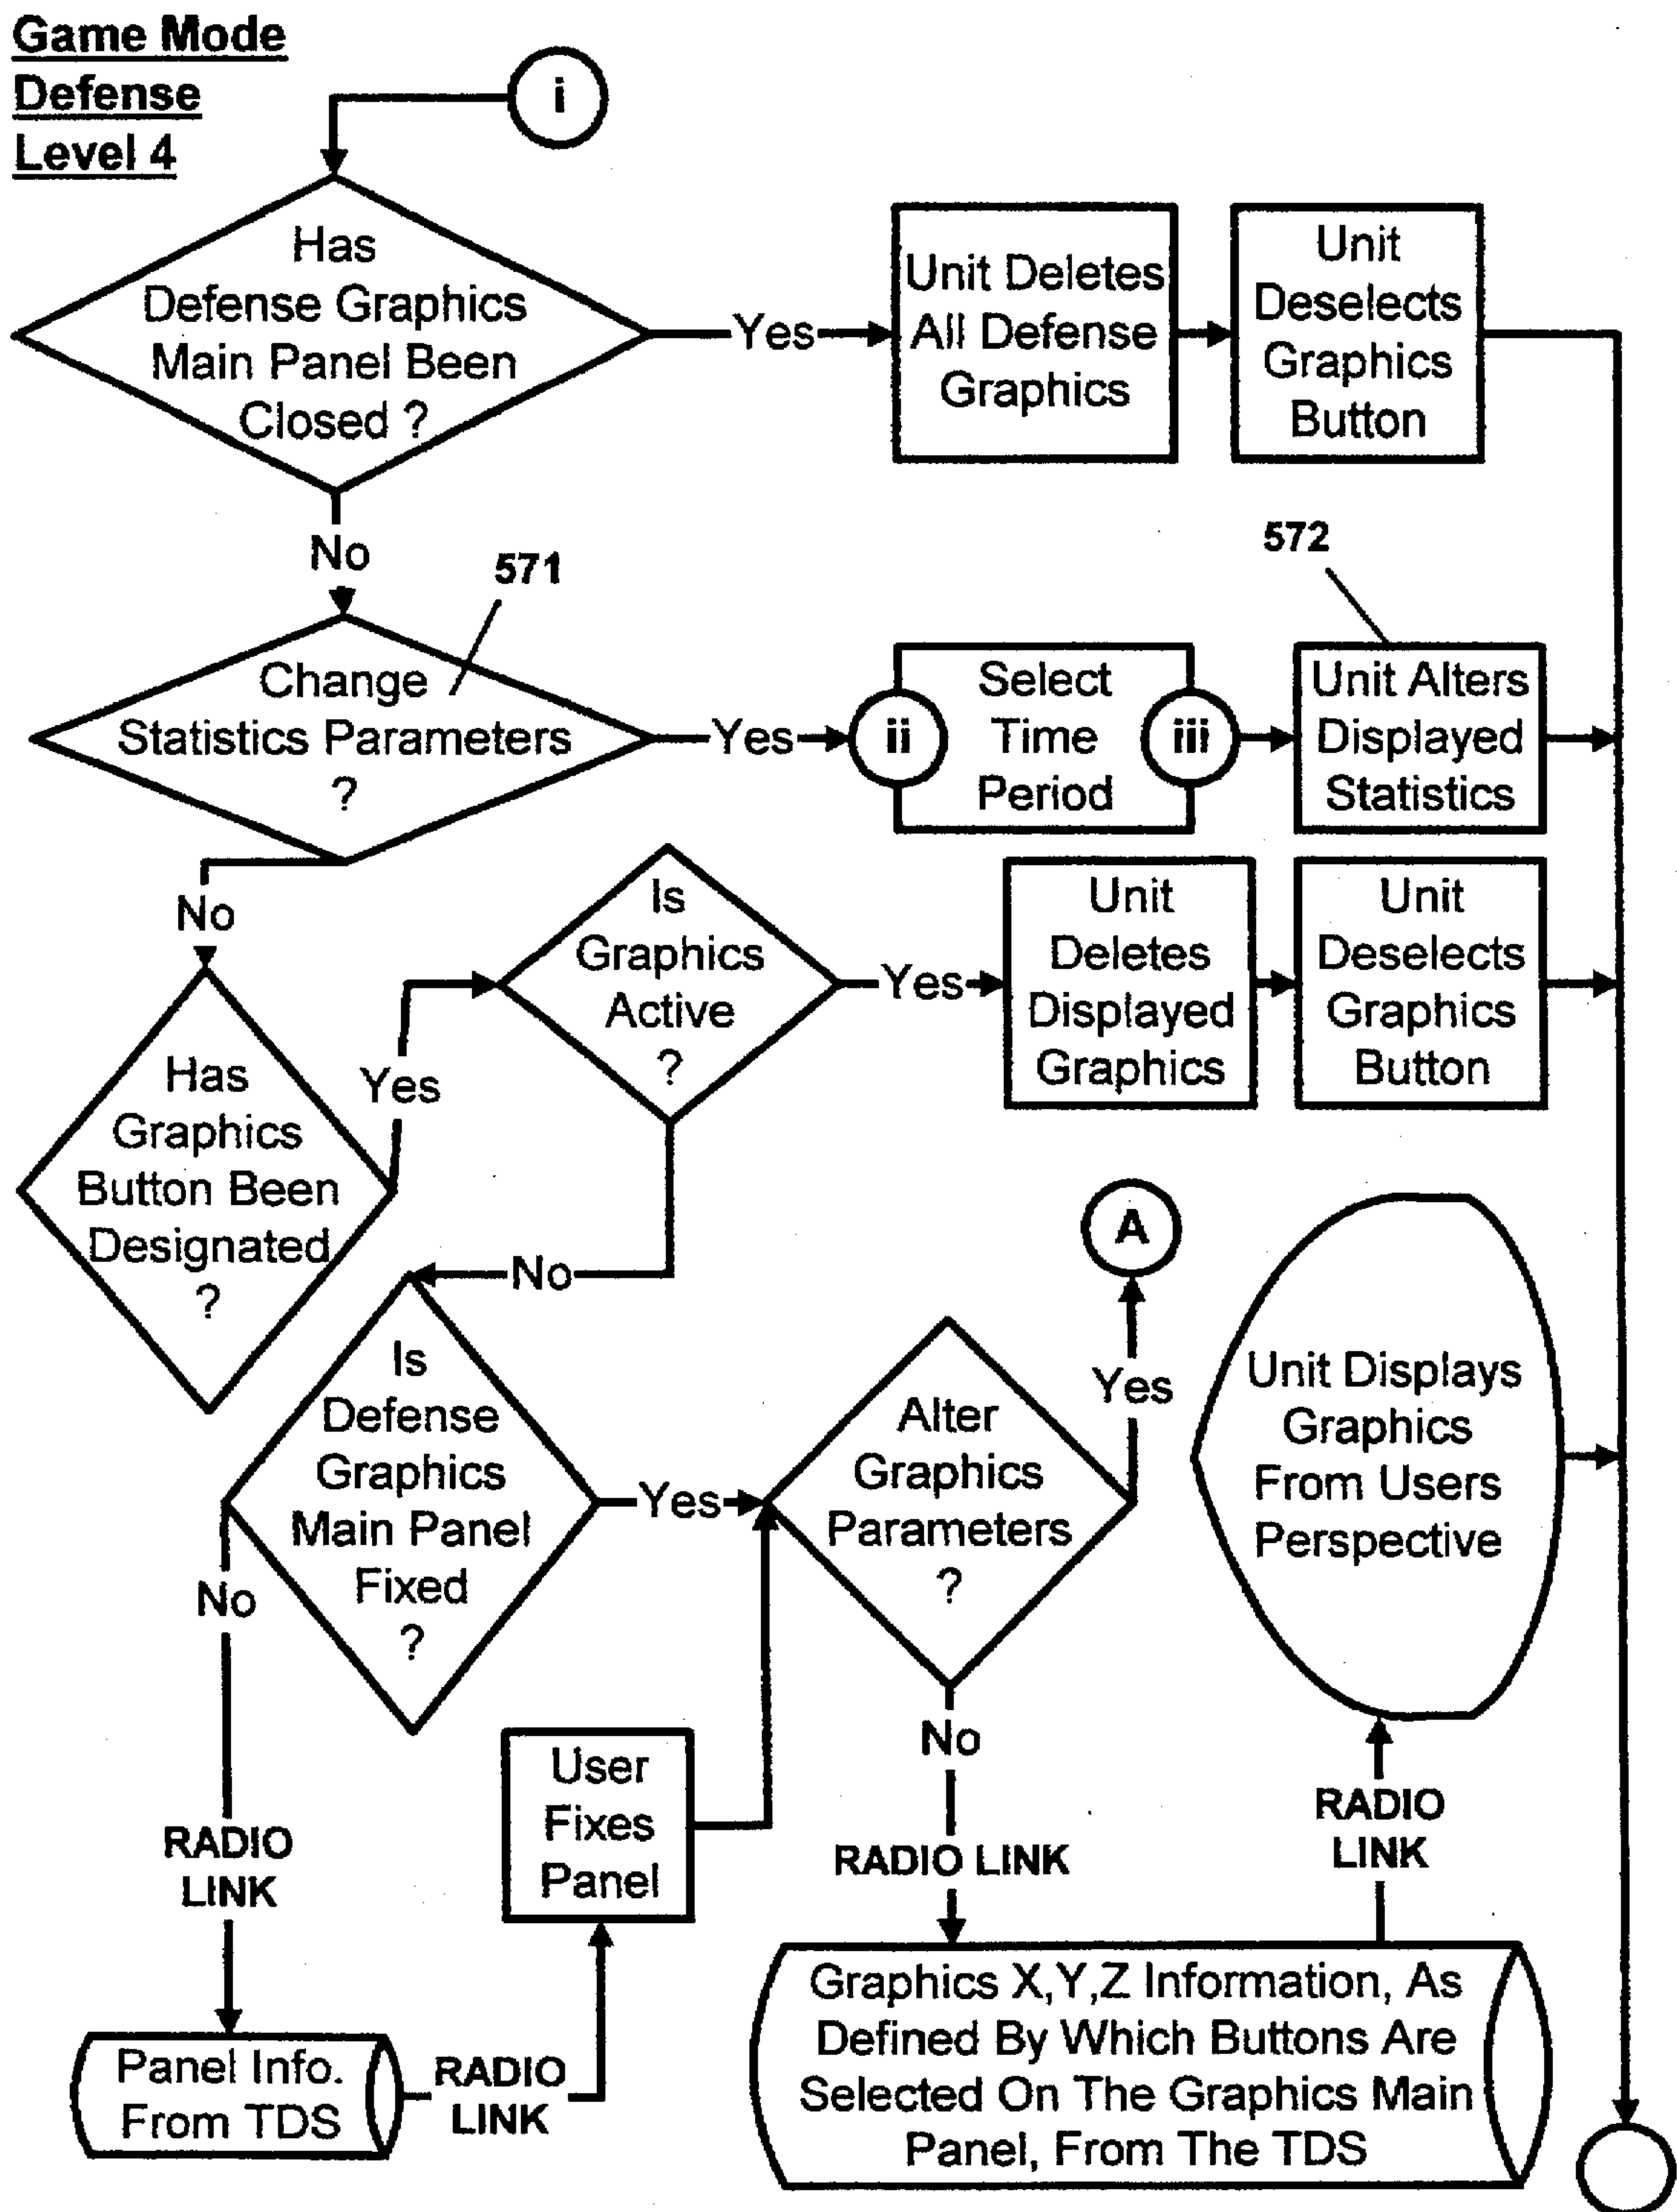 Game Mode
Defense
Level 4
i
Has
Defense Graphics
Main Panel Been
Closed ?
Yes
Unit Deletes
All Defense
Graphics
Unit
Deselects
Graphics
Button
No
571
572
Change
Statistics Parameters
?
Yes
ii
Select
Time
Period
iii
Unit Alters
Displayed
Statistics
No
Has
Graphics
Button Been
Designated
?
Yes
Is
Graphics
Active
?
Yes
Unit
Deletes
Displayed
Graphics
Unit
Deselects
Graphics
Button
No
Is
Defense
Graphics
Main Panel
Fixed
?
Yes
Alter
Graphics
Parameters
?
Yes
A
Unit Displays
Graphics
From Users
Perspective
No
RADIO
LINK
Panel Info.
From TDS
RADIO
LINK
User
Fixes
Panel
No
RADIO LINK
RADIO
LINK
Graphics X,Y,Z Information, As
Defined By Which Buttons Are
Selected On The Graphics Main
Panel, From The TDS